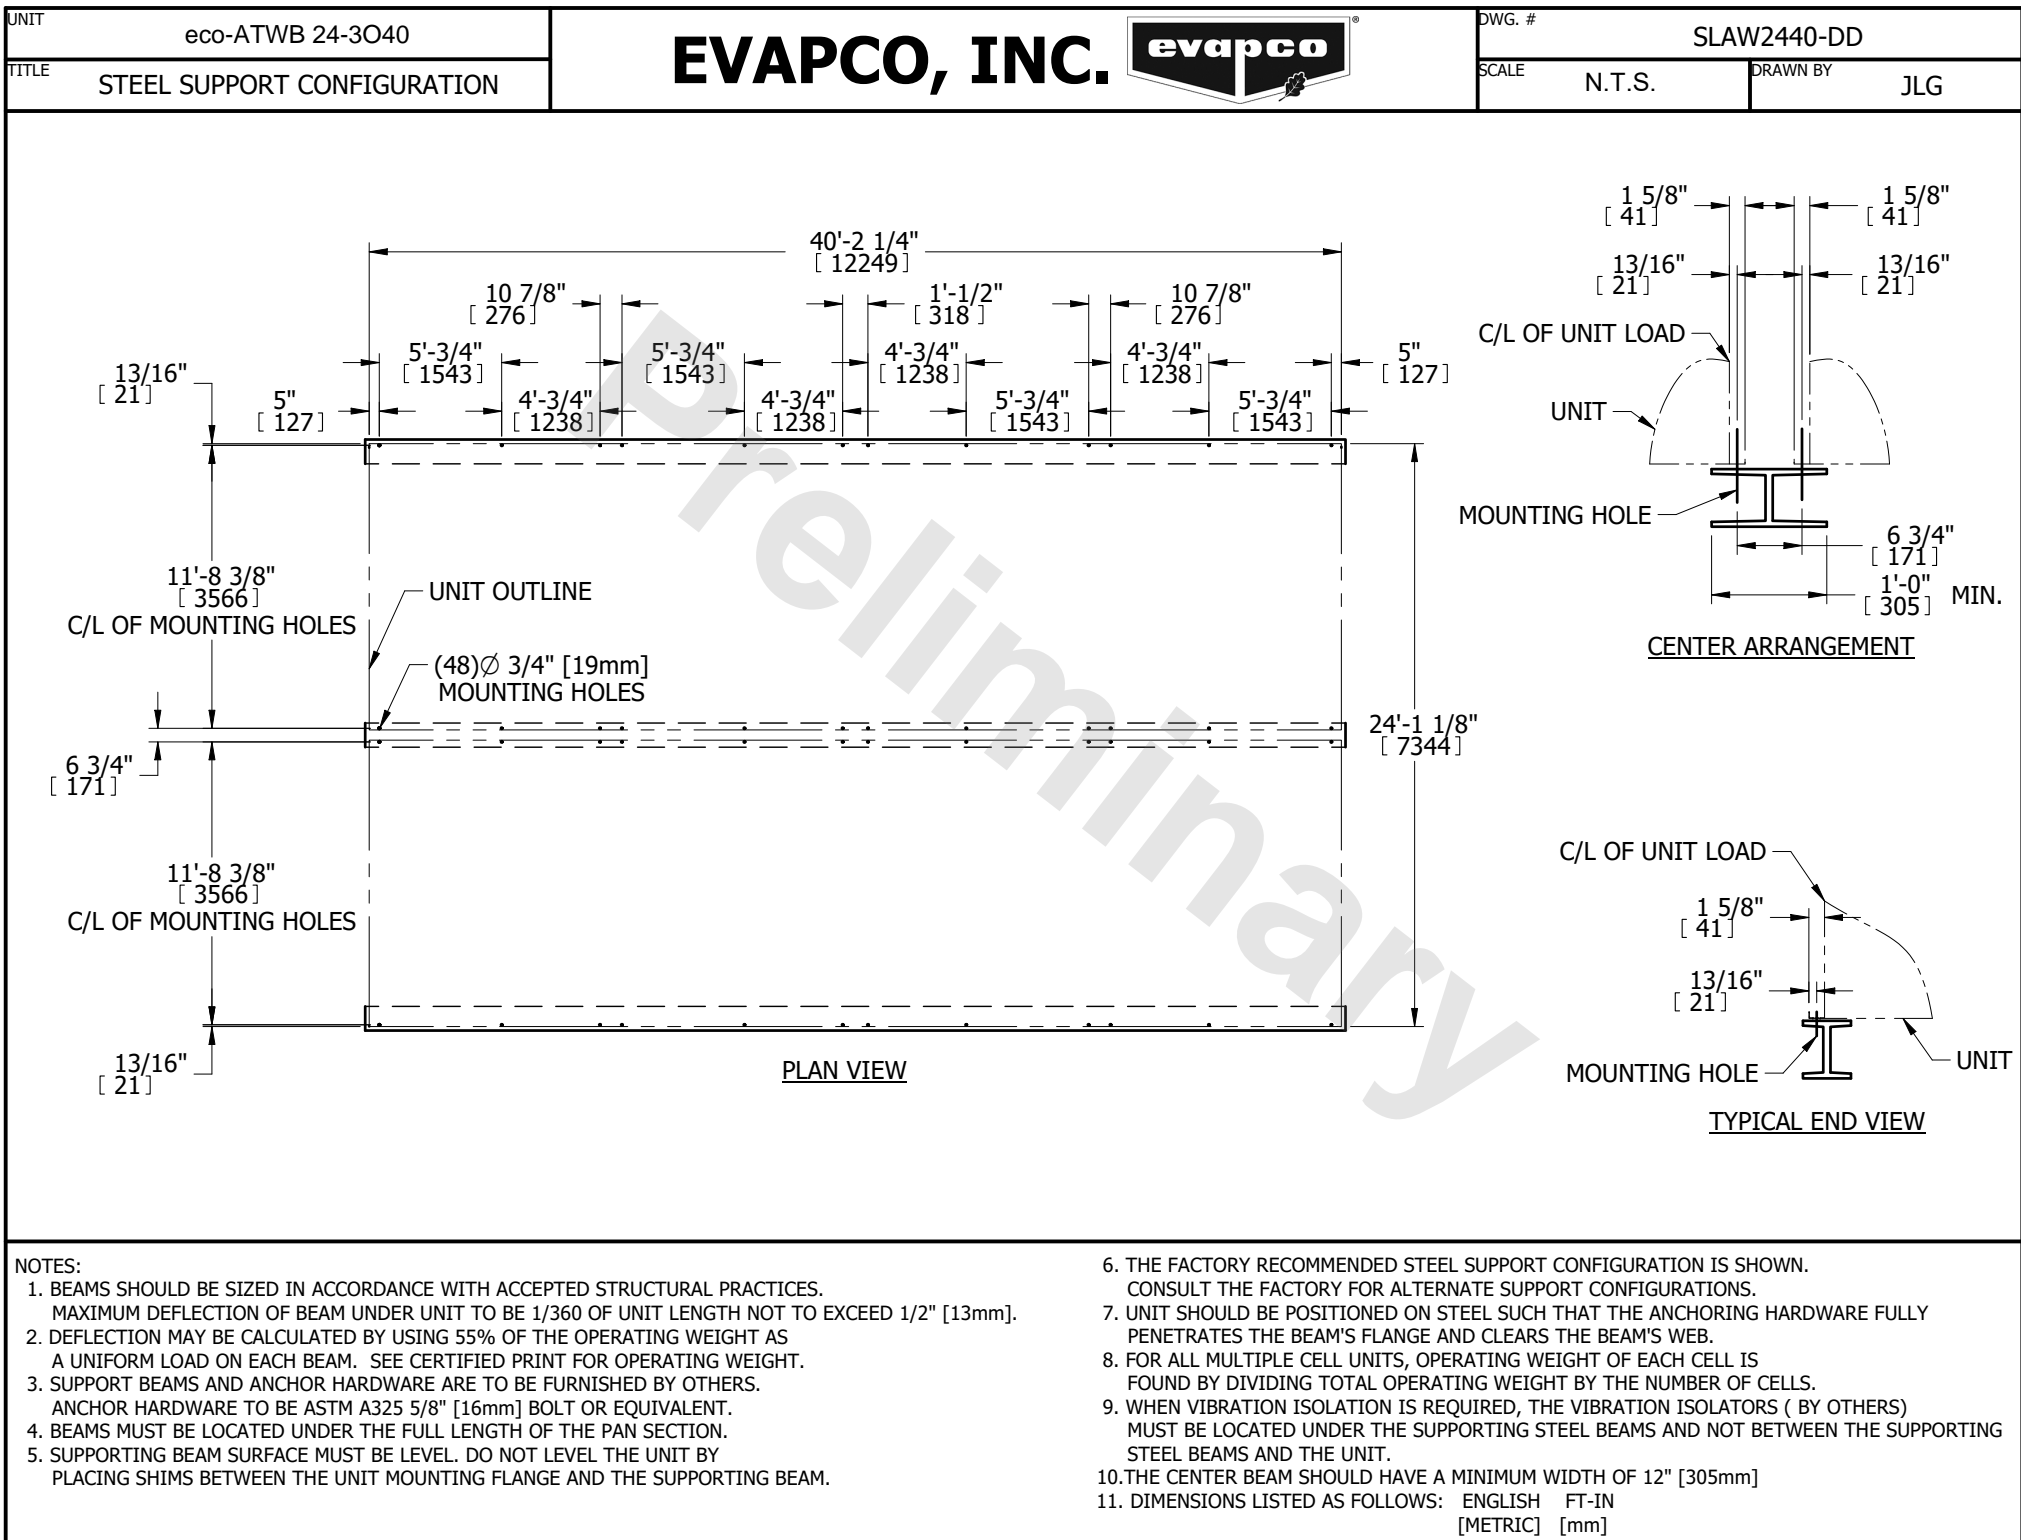 UNIT
eco-ATWB 24-3O40
TITLE
STEEL SUPPORT CONFIGURATION
EVAPCO, INC.
evapco
®
DWG. #
SLAW2440-DD
SCALE
N.T.S.
DRAWN BY
JLG
40'-2 1/4"
[ 12249]
10 7/8"
[ 276]
1'-1/2"
[ 318 ]
10 7/8"
[ 276]
5'-3/4"
[ 1543]
5'-3/4"
[ 1543]
4'-3/4"
[ 1238]
4'-3/4"
[ 1238]
5"
[ 127]
13/16"
[ 21]
5"
[ 127]
4'-3/4"
[ 1238]
4'-3/4"
[ 1238]
5'-3/4"
[ 1543]
5'-3/4"
[ 1543]
11'-8 3/8"
[ 3566]
C/L OF MOUNTING HOLES
UNIT OUTLINE
(48)Ø 3/4" [19mm]
MOUNTING HOLES
6 3/4"
[ 171]
24'-1 1/8"
[ 7344]
11'-8 3/8"
[ 3566]
C/L OF MOUNTING HOLES
13/16"
[ 21]
PLAN VIEW
Preliminary
1 5/8"
[ 41]
1 5/8"
[ 41]
13/16"
[ 21]
13/16"
[ 21]
C/L OF UNIT LOAD
UNIT
MOUNTING HOLE
6 3/4"
[ 171]
1'-0"
[ 305] MIN.
CENTER ARRANGEMENT
C/L OF UNIT LOAD
1 5/8"
[ 41]
13/16"
[ 21]
MOUNTING HOLE
UNIT
TYPICAL END VIEW
NOTES:
1. BEAMS SHOULD BE SIZED IN ACCORDANCE WITH ACCEPTED STRUCTURAL PRACTICES.
MAXIMUM DEFLECTION OF BEAM UNDER UNIT TO BE 1/360 OF UNIT LENGTH NOT TO EXCEED 1/2" [13mm].
2. DEFLECTION MAY BE CALCULATED BY USING 55% OF THE OPERATING WEIGHT AS
A UNIFORM LOAD ON EACH BEAM. SEE CERTIFIED PRINT FOR OPERATING WEIGHT.
3. SUPPORT BEAMS AND ANCHOR HARDWARE ARE TO BE FURNISHED BY OTHERS.
ANCHOR HARDWARE TO BE ASTM A325 5/8" [16mm] BOLT OR EQUIVALENT.
4. BEAMS MUST BE LOCATED UNDER THE FULL LENGTH OF THE PAN SECTION.
5. SUPPORTING BEAM SURFACE MUST BE LEVEL. DO NOT LEVEL THE UNIT BY
PLACING SHIMS BETWEEN THE UNIT MOUNTING FLANGE AND THE SUPPORTING BEAM.
6. THE FACTORY RECOMMENDED STEEL SUPPORT CONFIGURATION IS SHOWN.
CONSULT THE FACTORY FOR ALTERNATE SUPPORT CONFIGURATIONS.
7. UNIT SHOULD BE POSITIONED ON STEEL SUCH THAT THE ANCHORING HARDWARE FULLY
PENETRATES THE BEAM'S FLANGE AND CLEARS THE BEAM'S WEB.
8. FOR ALL MULTIPLE CELL UNITS, OPERATING WEIGHT OF EACH CELL IS
FOUND BY DIVIDING TOTAL OPERATING WEIGHT BY THE NUMBER OF CELLS.
9. WHEN VIBRATION ISOLATION IS REQUIRED, THE VIBRATION ISOLATORS ( BY OTHERS)
MUST BE LOCATED UNDER THE SUPPORTING STEEL BEAMS AND NOT BETWEEN THE SUPPORTING
STEEL BEAMS AND THE UNIT.
10.THE CENTER BEAM SHOULD HAVE A MINIMUM WIDTH OF 12" [305mm]
11. DIMENSIONS LISTED AS FOLLOWS: ENGLISH FT-IN
[METRIC] [mm]